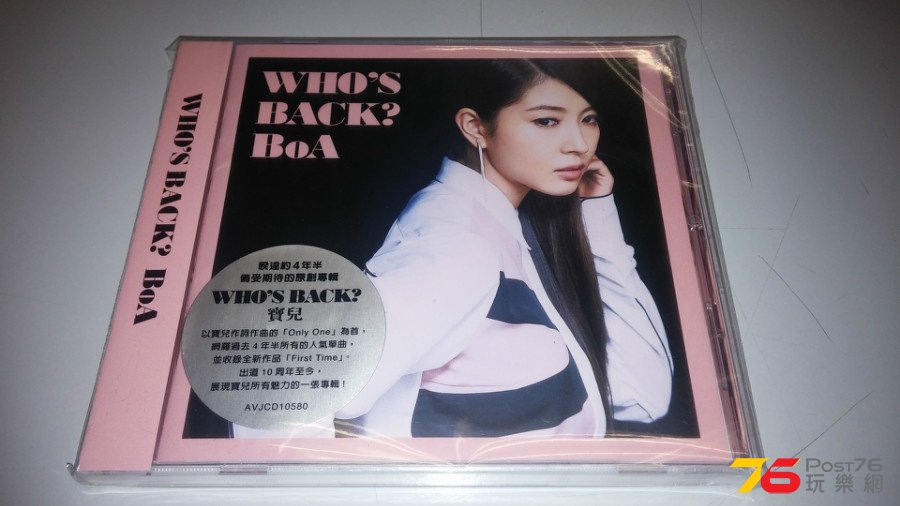 WHO'S BACK? BoA
WHO'S
BACK?
BoA
睽違的4年半
備受期待的原創專輯
WHO'S BACK?
寶兒
以寶兒作詞作曲的「Only One」為首，
網羅過去4年半所有的人氣單曲。
並收錄全新作品「First Time」。
出道10周年至今，
展現寶兒所有魅力的一張專輯！
AVJCD10580
76 Post76
玩樂網